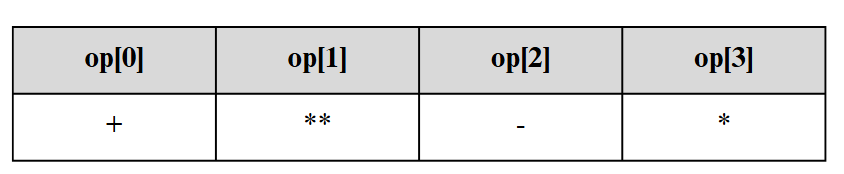 op[0] op[1] op[2] op[3]
+ ** - *